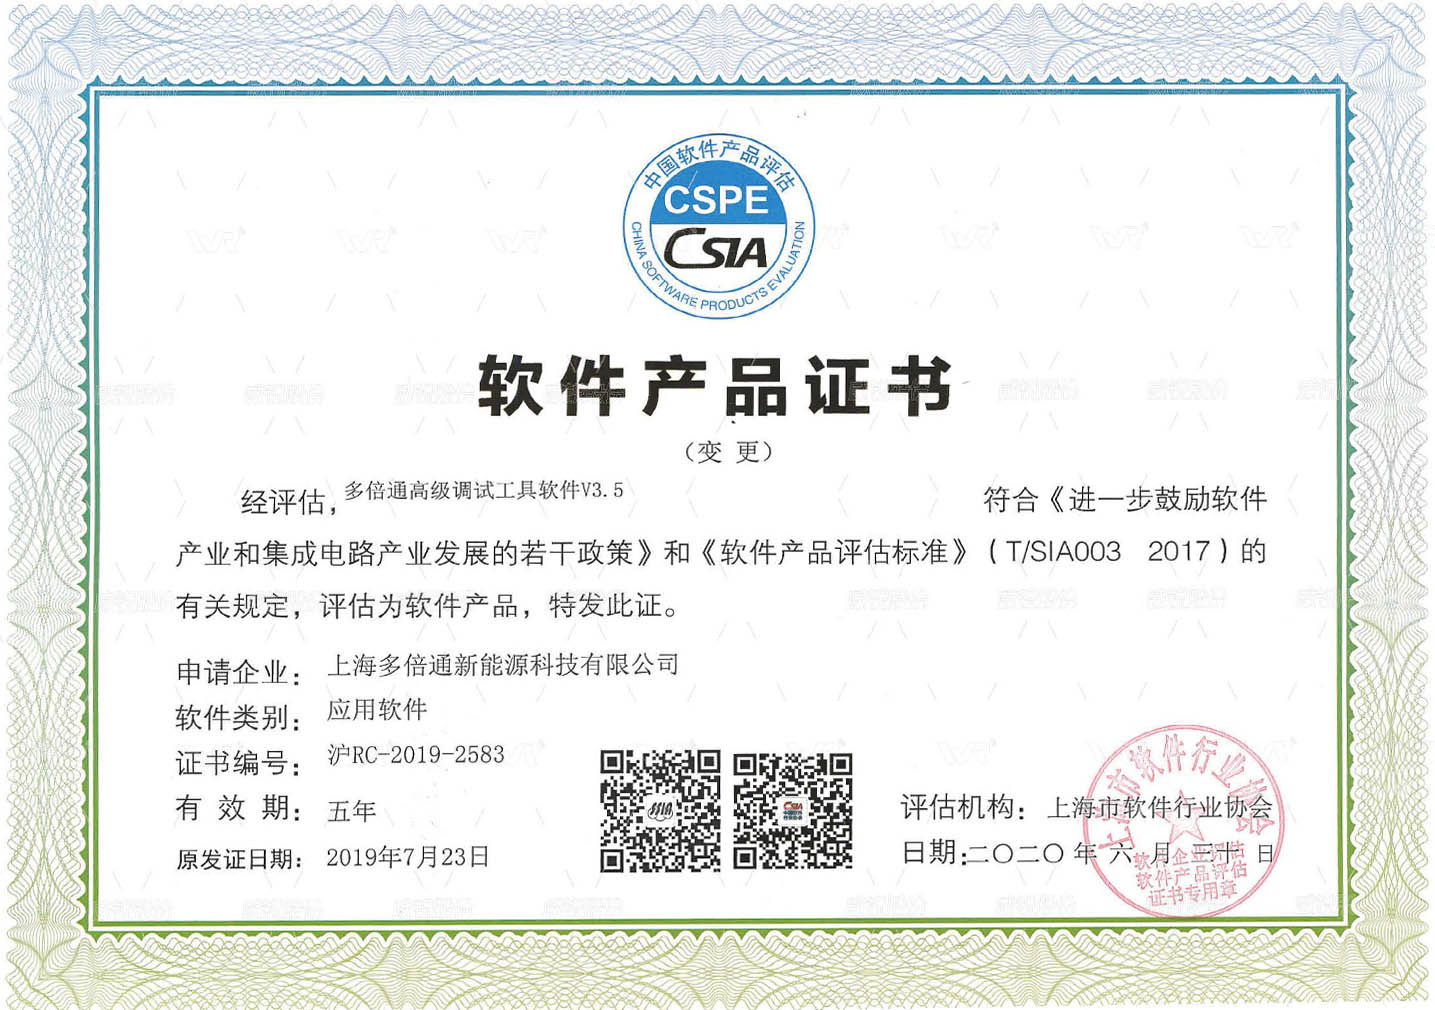 中国软件产品评估
CSPE
CSIA
CHINA SOFTWARE PRODUCTS EVALUATION
软件产品证书
（变 更）
经评估，多倍通高级调试工具软件V3.5 符合《进一步鼓励软件
产业和集成电路产业发展的若干政策》和《软件产品评估标准》（T/SIA003 2017）的
有关规定，评估为软件产品，特发此证。
申请企业： 上海多倍通新能源科技有限公司
软件类别： 应用软件
证书编号： 沪RC-2019-2583
有 效 期： 五年
原发证日期： 2019年7月23日
SSIA
CSIA
评估机构： 上海市软件行业协会
日期:二〇二〇 年 六 月 三十 日
上海市软件行业协会
软件企业评估
软件产品评估
证书专用章